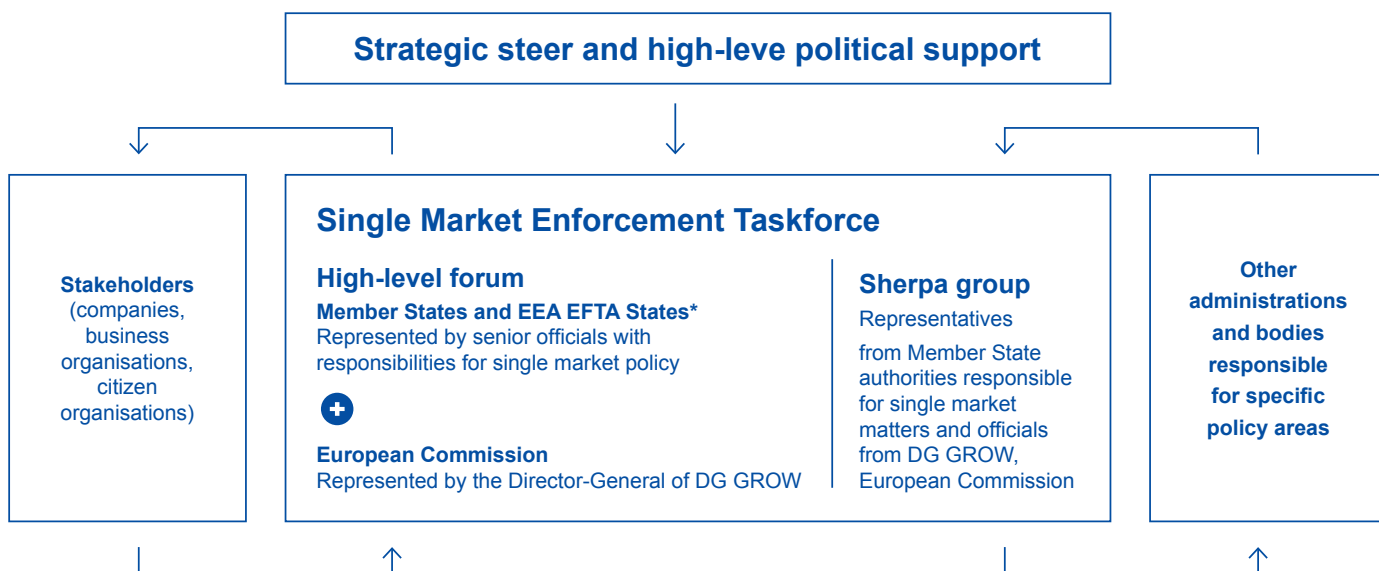 Strategic steer and high-leve political support
Stakeholders
(companies,
business
organisations,
citizen
organisations)
Single Market Enforcement Taskforce
High-level forum
Member States and EEA EFTA States*
Represented by senior officials with
responsibilities for single market policy
+
European Commission
Represented by the Director-General of DG GROW
Sherpa group
Representatives
from Member State
authorities responsible
for single market
matters and officials
from DG GROW,
European Commission
Other
administrations
and bodies
responsible
for specific
policy areas